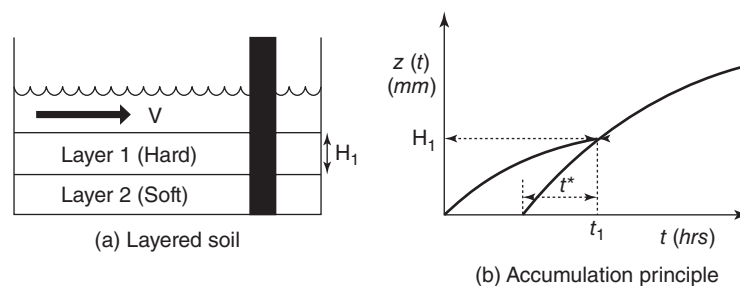 V
Layer 1 (Hard)
H1
Layer 2 (Soft)
(a) Layered soil
z (t)
(mm)
H1
t*
t1
t (hrs)
(b) Accumulation principle